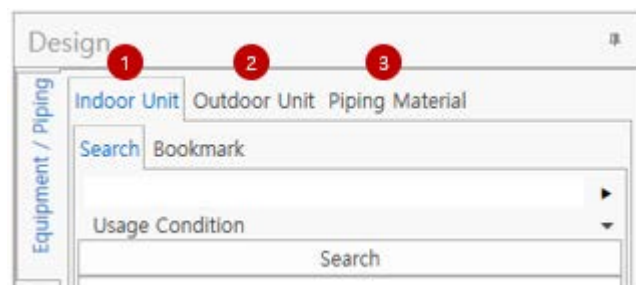 Design
1 2 3
Indoor Unit Outdoor Unit Piping Material
Equipment / Piping
Search Bookmark
Usage Condition
Search